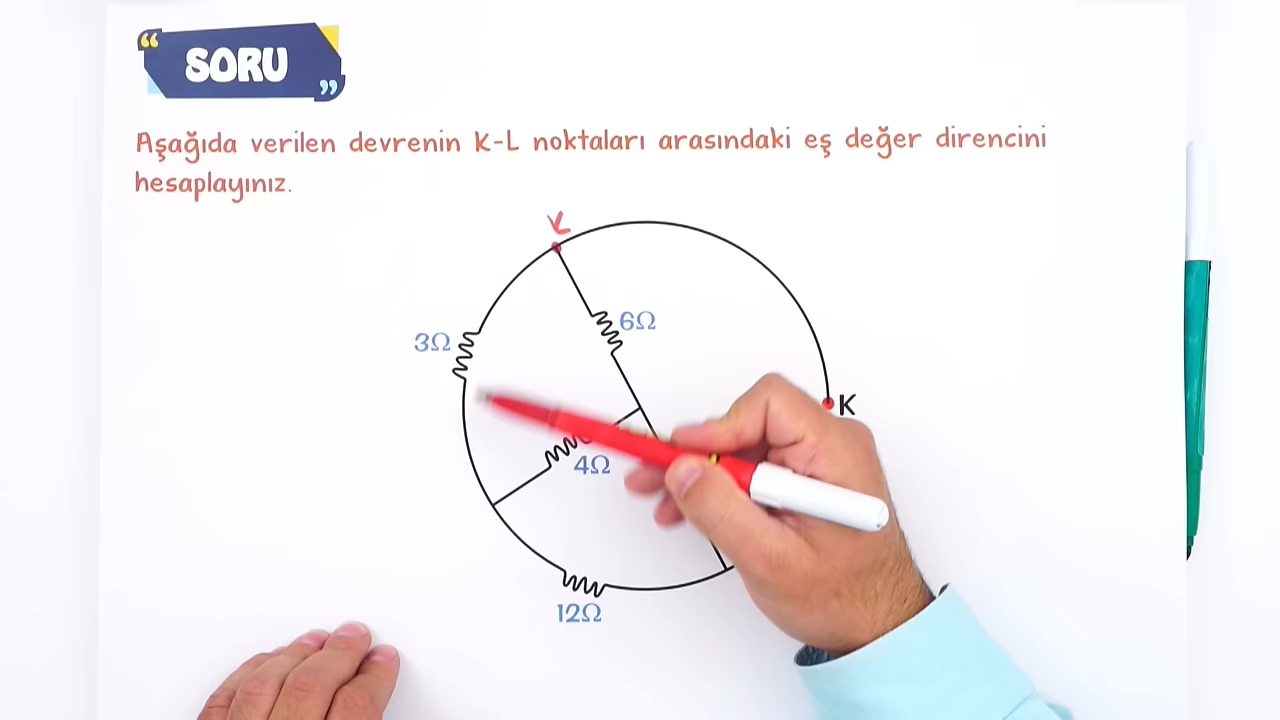 “ SORU ”
Aşağıda verilen devrenin K-L noktaları arasındaki eş değer direncini
hesaplayınız.
K
6Ω
3Ω
K
4Ω
12Ω